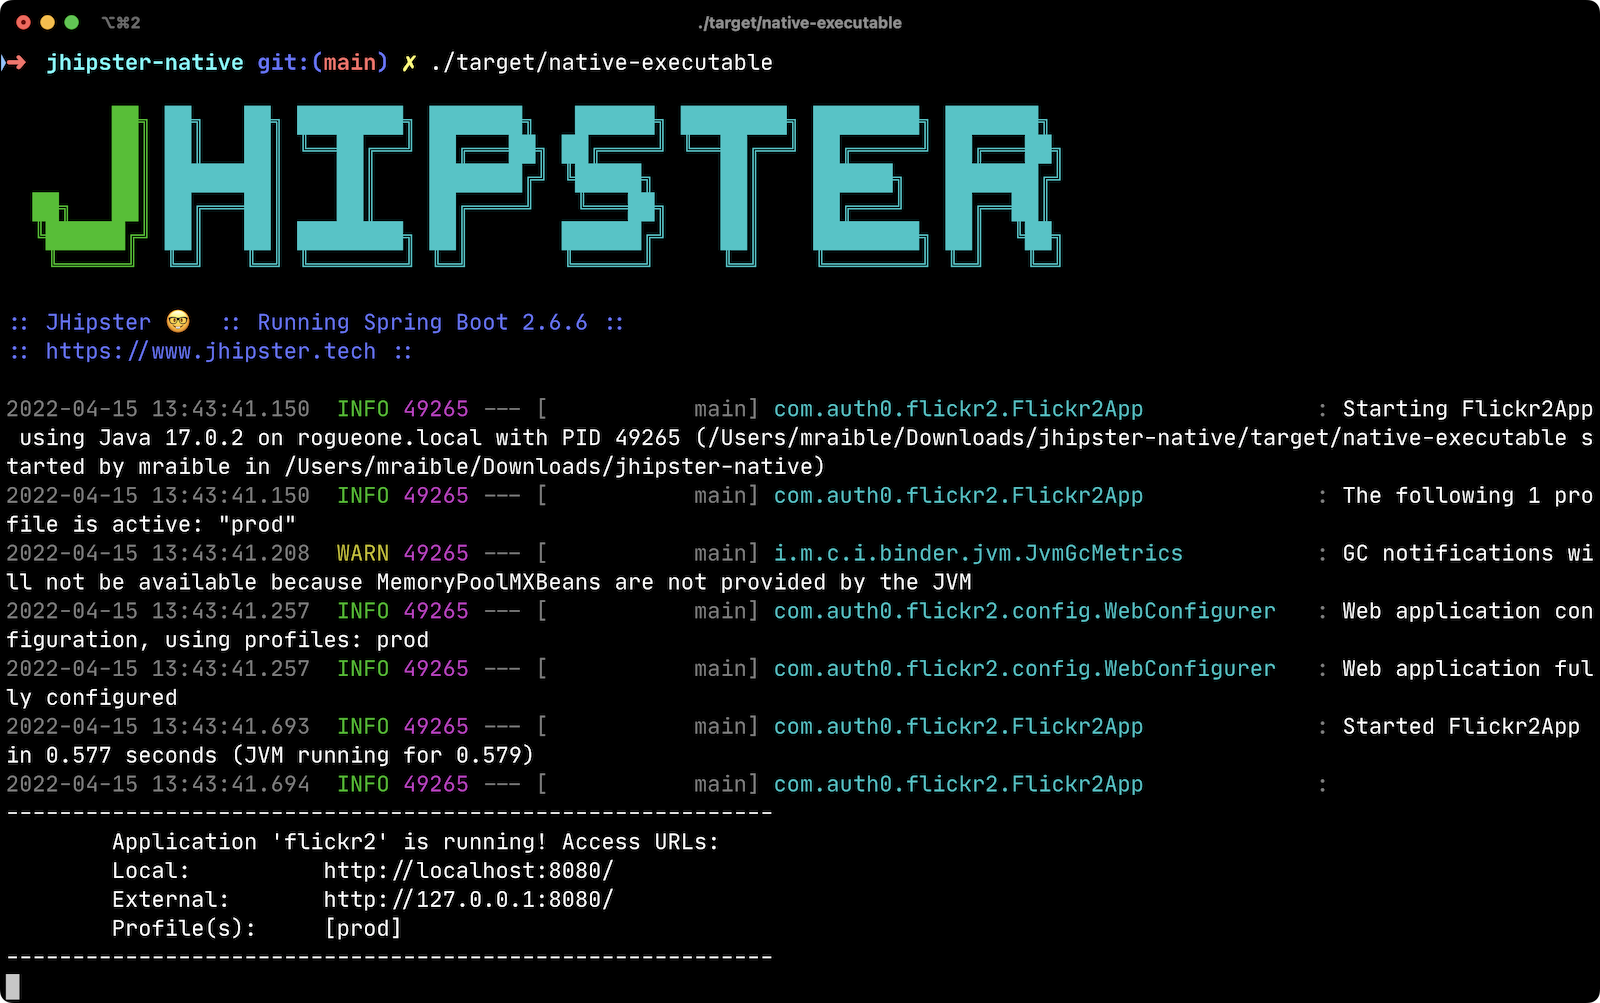 ⌥⌘2 ./target/native-executable
➜ jhipster-native git:(main) ✗ ./target/native-executable
JHIPSTER
:: JHipster 🤓 :: Running Spring Boot 2.6.6 ::
:: https://www.jhipster.tech ::
2022-04-15 13:43:41.150  INFO 49265 --- [           main] com.auth0.flickr2.Flickr2App             : Starting Flickr2App
 using Java 17.0.2 on rogueone.local with PID 49265 (/Users/mraible/Downloads/jhipster-native/target/native-executable s
tarted by mraible in /Users/mraible/Downloads/jhipster-native)
2022-04-15 13:43:41.150  INFO 49265 --- [           main] com.auth0.flickr2.Flickr2App             : The following 1 pro
file is active: "prod"
2022-04-15 13:43:41.208  WARN 49265 --- [           main] i.m.c.i.binder.jvm.JvmGcMetrics          : GC notifications wi
ll not be available because MemoryPoolMXBeans are not provided by the JVM
2022-04-15 13:43:41.257  INFO 49265 --- [           main] com.auth0.flickr2.config.WebConfigurer   : Web application con
figuration, using profiles: prod
2022-04-15 13:43:41.257  INFO 49265 --- [           main] com.auth0.flickr2.config.WebConfigurer   : Web application ful
ly configured
2022-04-15 13:43:41.693  INFO 49265 --- [           main] com.auth0.flickr2.Flickr2App             : Started Flickr2App
in 0.577 seconds (JVM running for 0.579)
2022-04-15 13:43:41.694  INFO 49265 --- [           main] com.auth0.flickr2.Flickr2App             :
----------------------------------------------------------
Application 'flickr2' is running! Access URLs:
Local: http://localhost:8080/
External: http://127.0.0.1:8080/
Profile(s): [prod]
----------------------------------------------------------